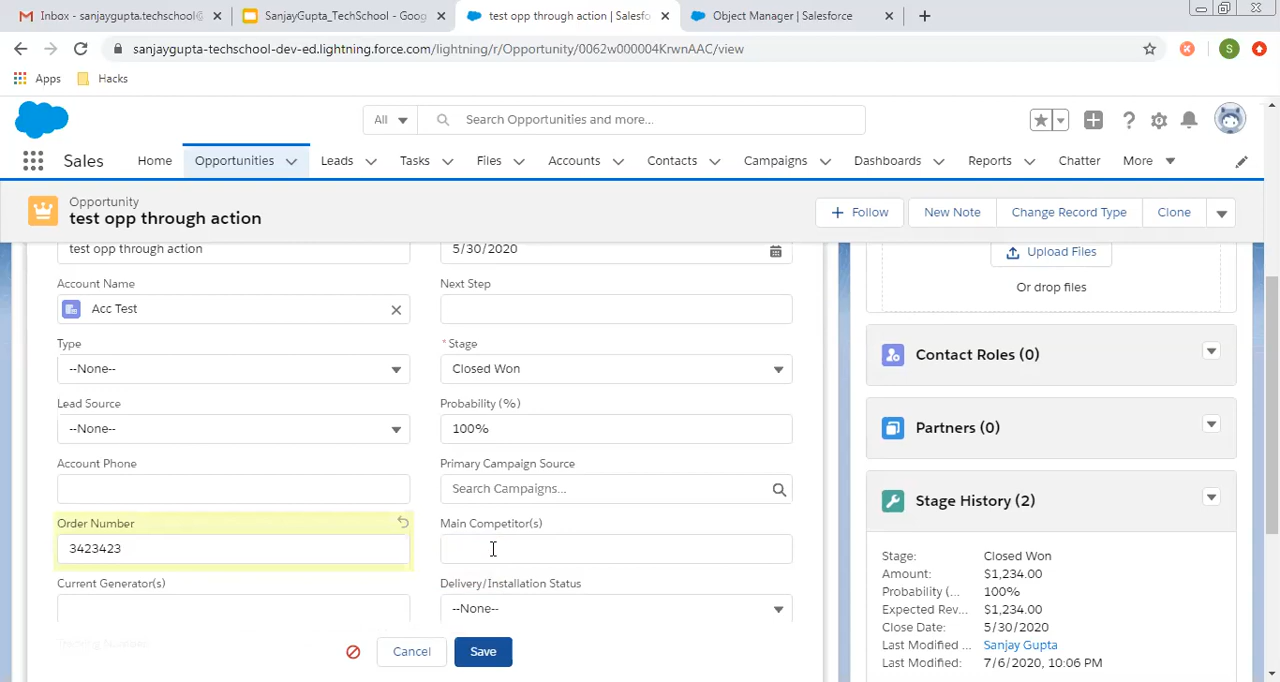 Inbox - sanjaygupta.techschool@
SanjayGupta_TechSchool - Goog
test opp through action | Salesfo
Object Manager | Salesforce
sanjaygupta-techschool-dev-ed.lightning.force.com/lightning/r/Opportunity/0062w000004KrwnAAC/view
S
Apps
Hacks
All
Search Opportunities and more...
Sales
Home
Opportunities
Leads
Tasks
Files
Accounts
Contacts
Campaigns
Dashboards
Reports
Chatter
More
Opportunity
test opp through action
Follow
New Note
Change Record Type
Clone
test opp through action
5/30/2020
Account Name
Next Step
Acc Test
Type
* Stage
--None--
Closed Won
Lead Source
Probability (%)
--None--
100%
Account Phone
Primary Campaign Source
Search Campaigns...
Order Number
Main Competitor(s)
3423423
Current Generator(s)
Delivery/Installation Status
--None--
Tracking Number
Cancel
Save
Upload Files
Or drop files
Contact Roles (0)
Partners (0)
Stage History (2)
Stage: Closed Won
Amount: $1,234.00
Probability (... 100%
Expected Rev... $1,234.00
Close Date: 5/30/2020
Last Modified ... Sanjay Gupta
Last Modified: 7/6/2020, 10:06 PM